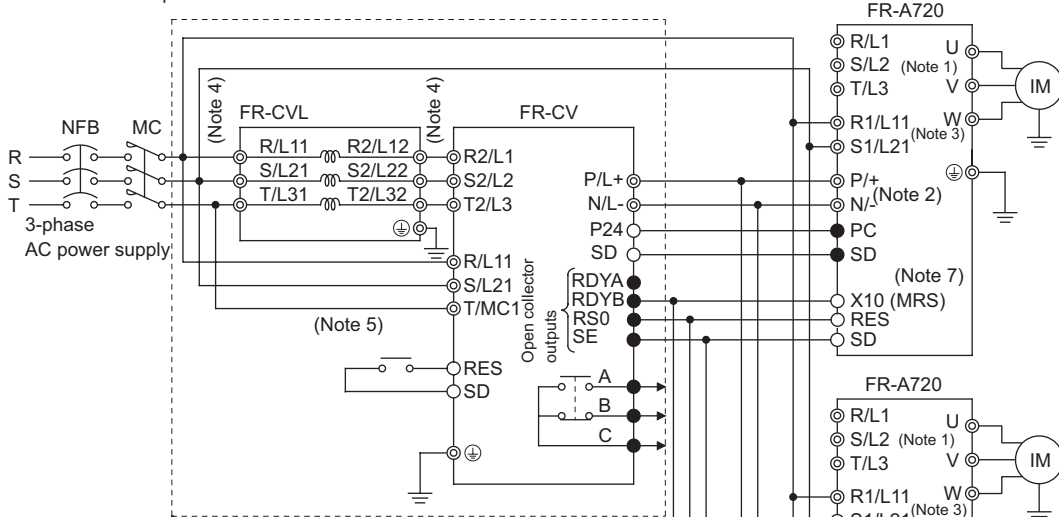 FR-A720
R/L1
S/L2 (Note 1)
T/L3
U
V
W
IM
R1/L11
(Note 3)
S1/L21
P/+
(Note 2)
N/-
PC
SD
(Note 7)
X10 (MRS)
RES
SD
NFB
MC
(Note 4)
FR-CVL
(Note 4)
FR-CV
R
S
T
3-phase
AC power supply
R/L11
R2/L12
S/L21
S2/L22
T/L31
T2/L32
R2/L1
S2/L2
T2/L3
R/L11
S/L21
T/MC1
(Note 5)
RES
SD
P/L+
N/L-
P24
SD
Open collector
outputs
RDYA
RDYB
RS0
SE
A
B
C
FR-A720
R/L1
S/L2 (Note 1)
T/L3
U
V
W
IM
R1/L11
(Note 3)